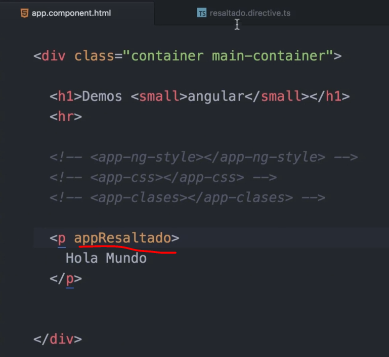 app.component.html
resaltado.directive.ts
<div class="container main-container">
<h1>Demos <small>angular</small></h1>
<hr>
<!-- <app-ng-style></app-ng-style> -->
<!-- <app-css></app-css> -->
<!-- <app-clases></app-clases> -->
<p appResaltado>
Hola Mundo
</p>
</div>